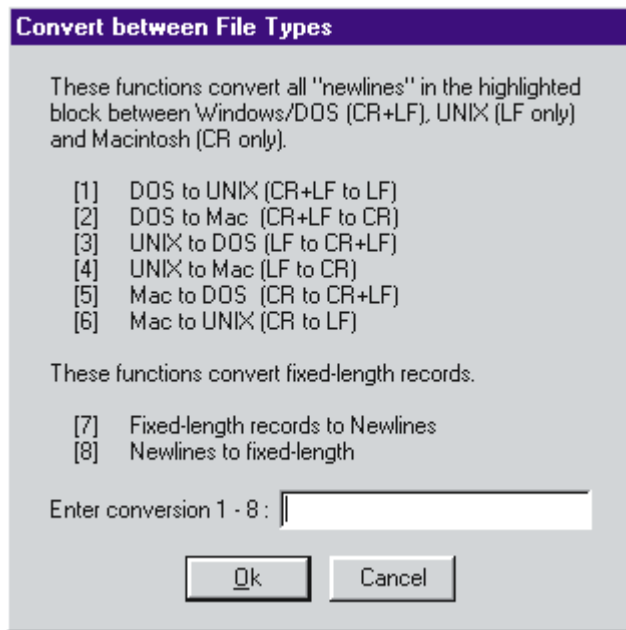 Convert between File Types
These functions convert all "newlines" in the highlighted
block between Windows/DOS (CR+LF), UNIX (LF only)
and Macintosh (CR only).
[1] DOS to UNIX (CR+LF to LF)
[2] DOS to Mac (CR+LF to CR)
[3] UNIX to DOS (LF to CR+LF)
[4] UNIX to Mac (LF to CR)
[5] Mac to DOS (CR to CR+LF)
[6] Mac to UNIX (CR to LF)
These functions convert fixed-length records.
[7] Fixed-length records to Newlines
[8] Newlines to fixed-length
Enter conversion 1 - 8 :
Ok Cancel